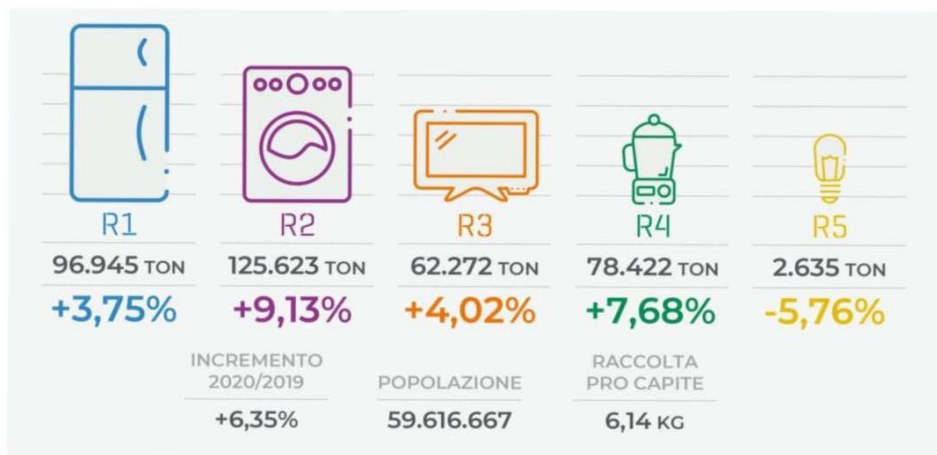 R1
R2
R3
R4
R5
96.945 TON
125.623 TON
62.272 TON
78.422 TON
2.635 TON
+3,75%
+9,13%
+4,02%
+7,68%
-5,76%
INCREMENTO
2020/2019
+6,35%
POPOLAZIONE
59.616.667
RACCOLTA
PRO CAPITE
6,14 KG